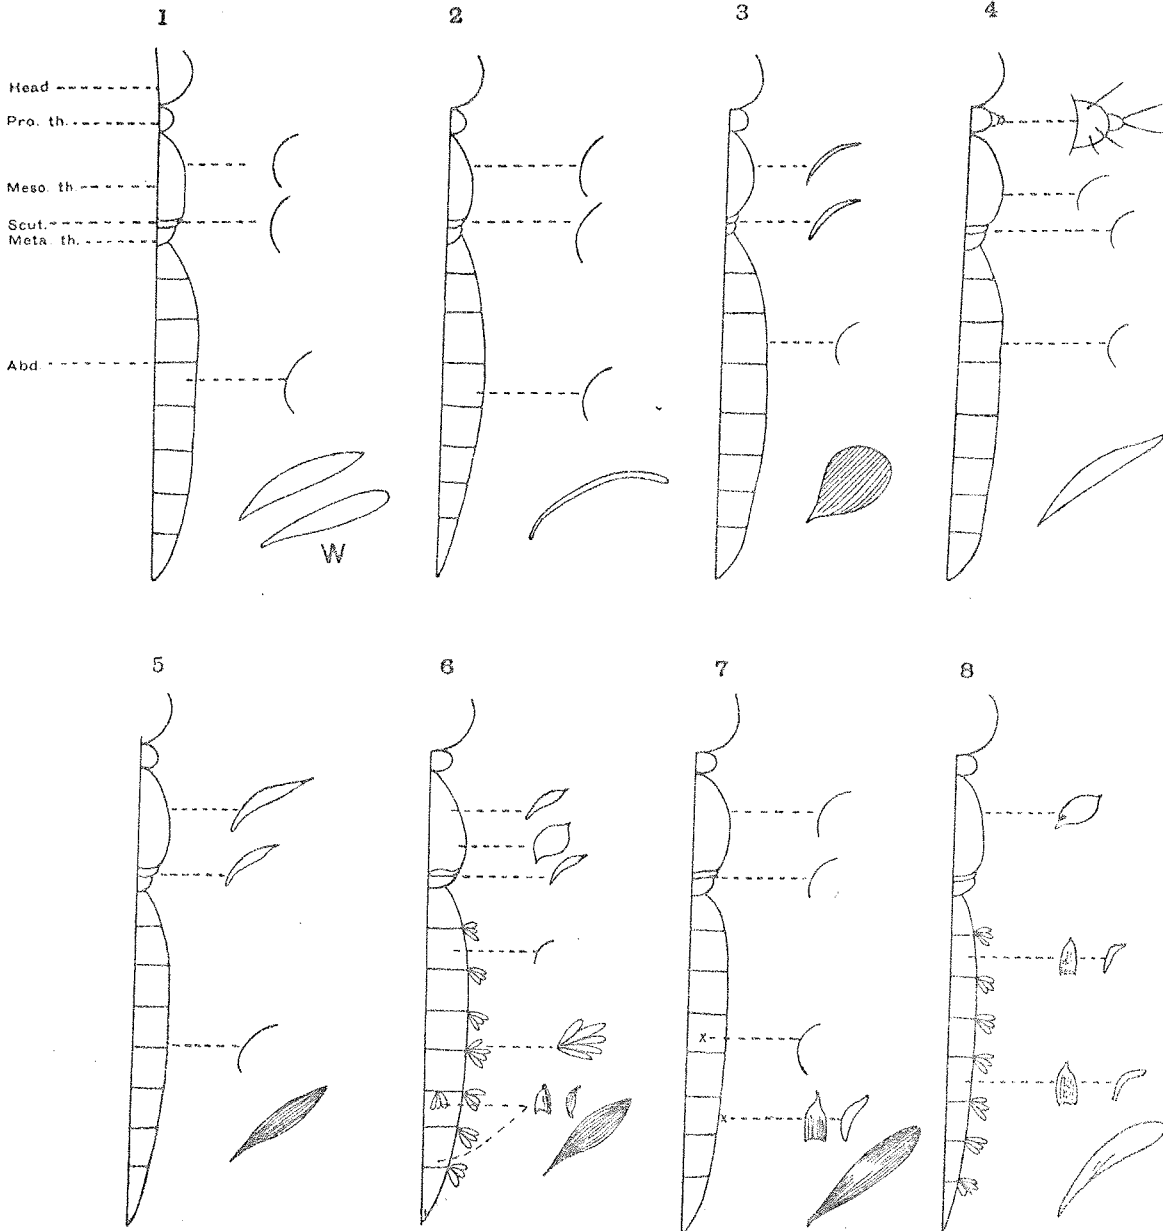 1 2 3 4
Head
Pro. th.
Meso. th.
Scut.
Meta. th.
Abd.
W
5 6 7 8
x
x